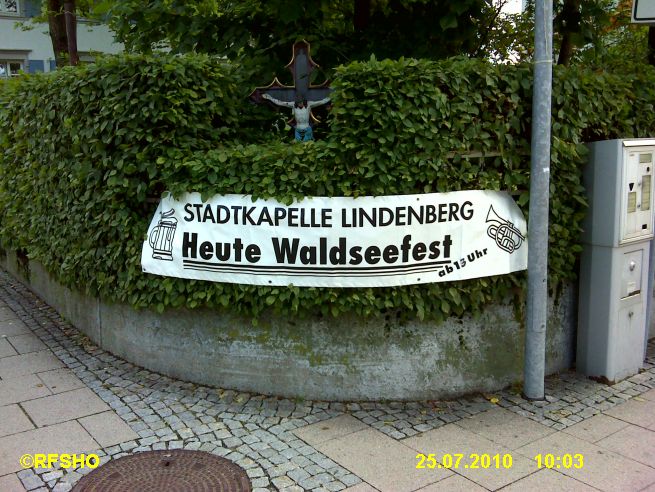 STADTKAPELLE LINDENBERG
Heute Waldseefest
ab 13 Uhr
©RFSHO
25.07.2010 10:03